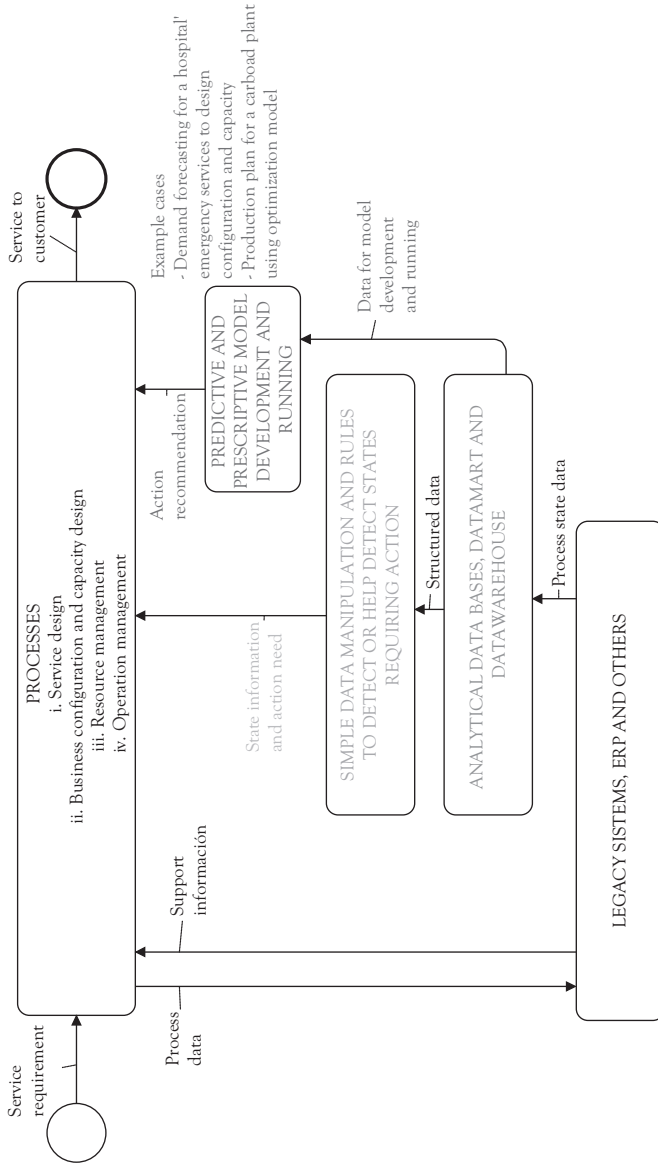 Service
requirement
PROCESSES
i. Service design
ii. Business configuration and capacity design
iii. Resource management
iv. Operation management
Service to
customer
Process
data
Support
información
State information
and action need
Action
recommendation
Example cases
- Demand forecasting for a hospital'
emergency services to design
configuration and capacity
- Production plan for a carboad plant
using optimization model
PREDICTIVE AND
PRESCRIPTIVE MODEL
DEVELOPMENT AND
RUNNING
SIMPLE DATA MANIPULATION AND RULES
TO DETECT OR HELP DETECT STATES
REQUIRING ACTION
Data for model
development
and running
Structured data
ANALYTICAL DATA BASES, DATAMART AND
DATAWAREHOUSE
Process state data
LEGACY SISTEMS, ERP AND OTHERS